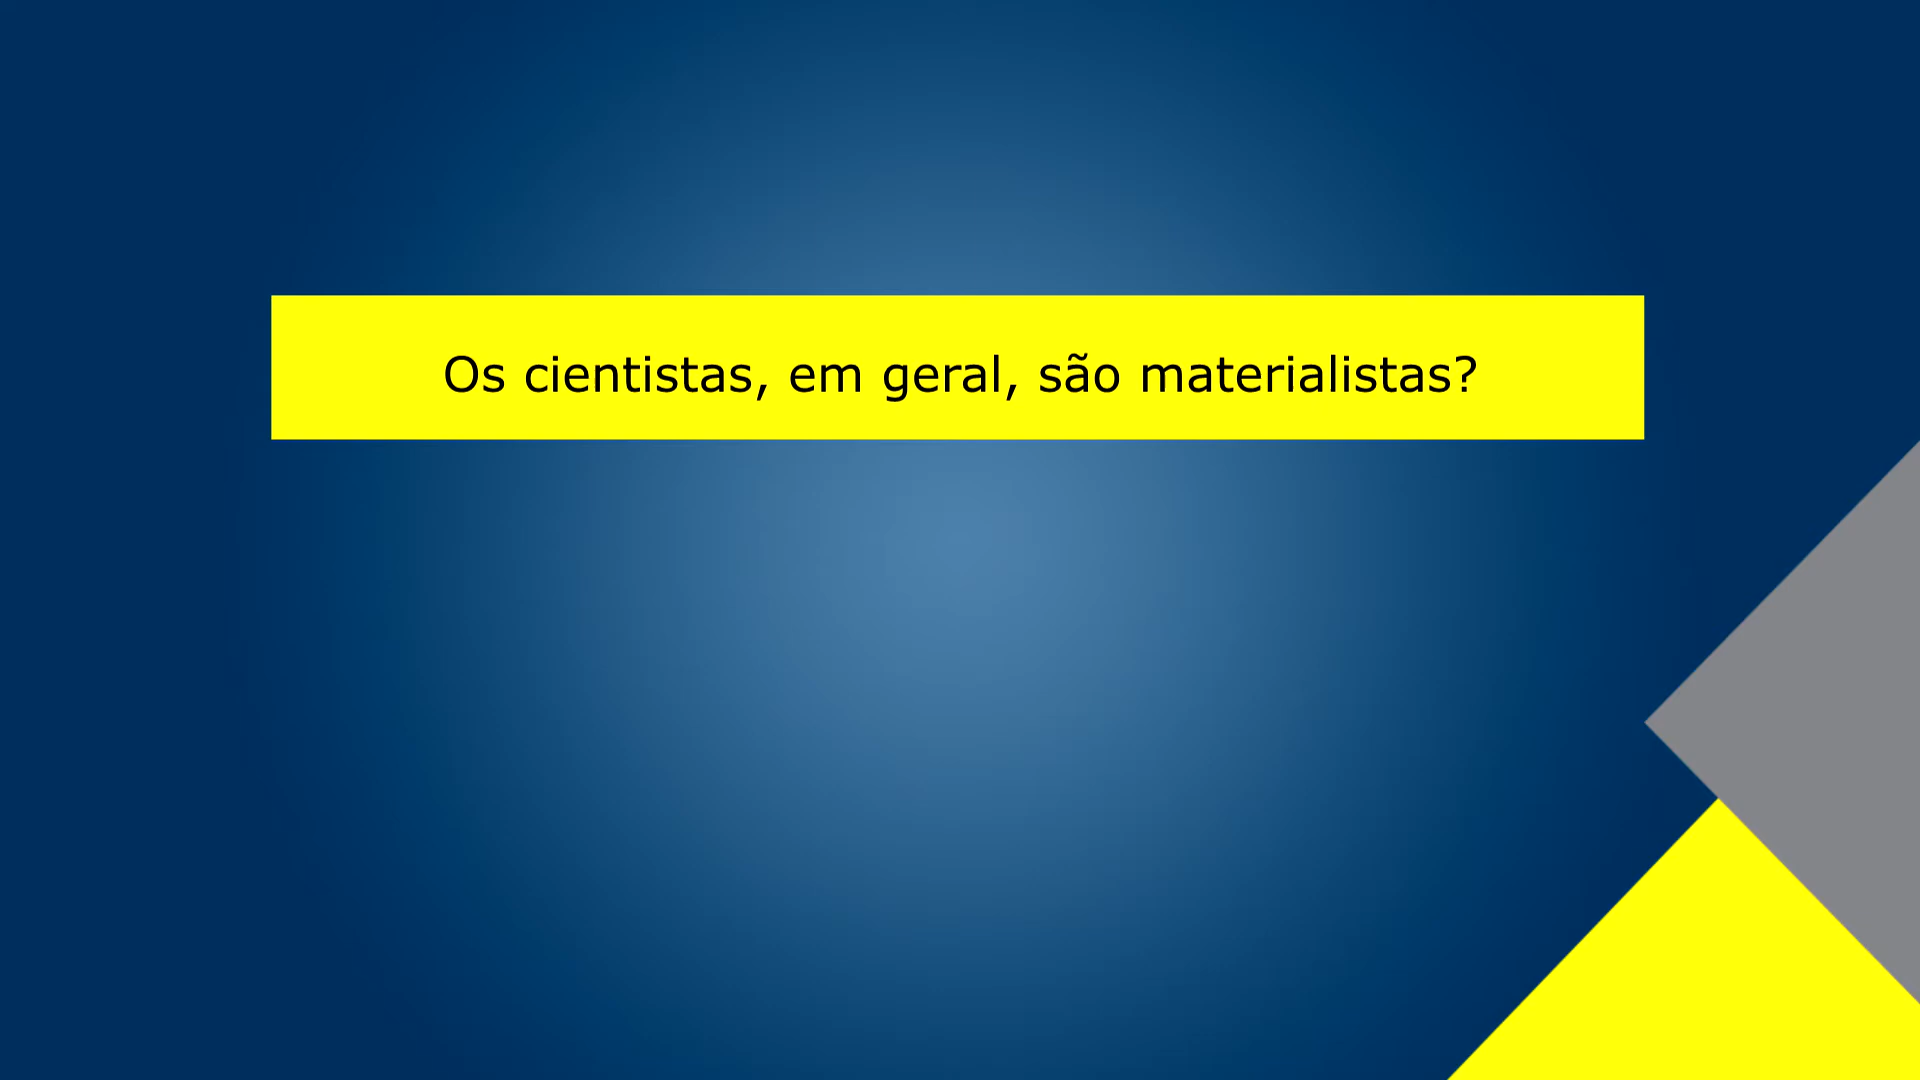 Os cientistas, em geral, são materialistas?